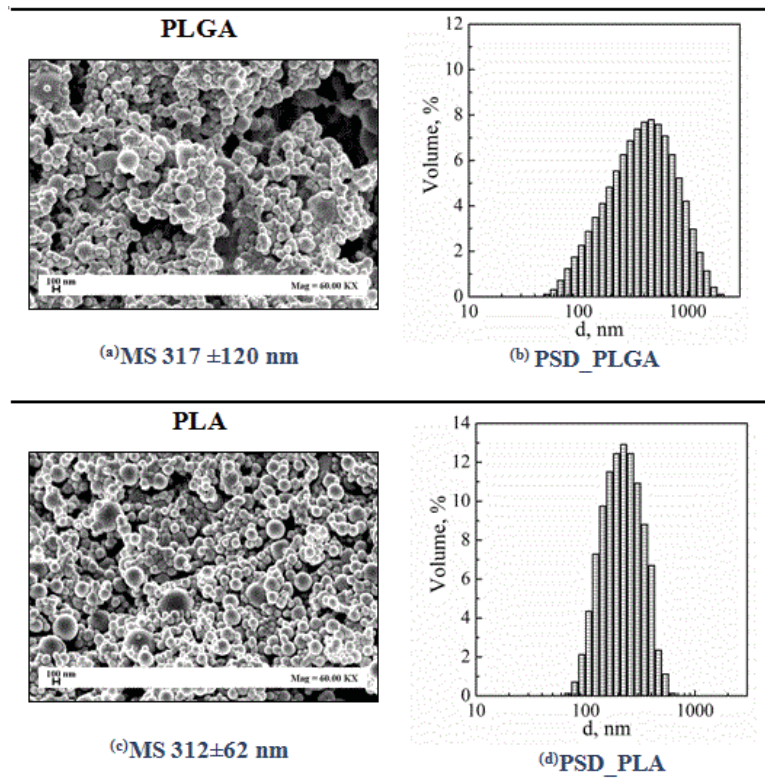 PLGA
100 nm
Mag = 60.00 KX
(a)MS 317 ±120 nm
12
10
8
6
4
2
0
Volume, %
10
100
1000
d, nm
(b) PSD_PLGA
PLA
100 nm
Mag = 60.00 KX
(c)MS 312±62 nm
14
12
10
8
6
4
2
0
Volume, %
10
100
1000
d, nm
(d)PSD_PLA